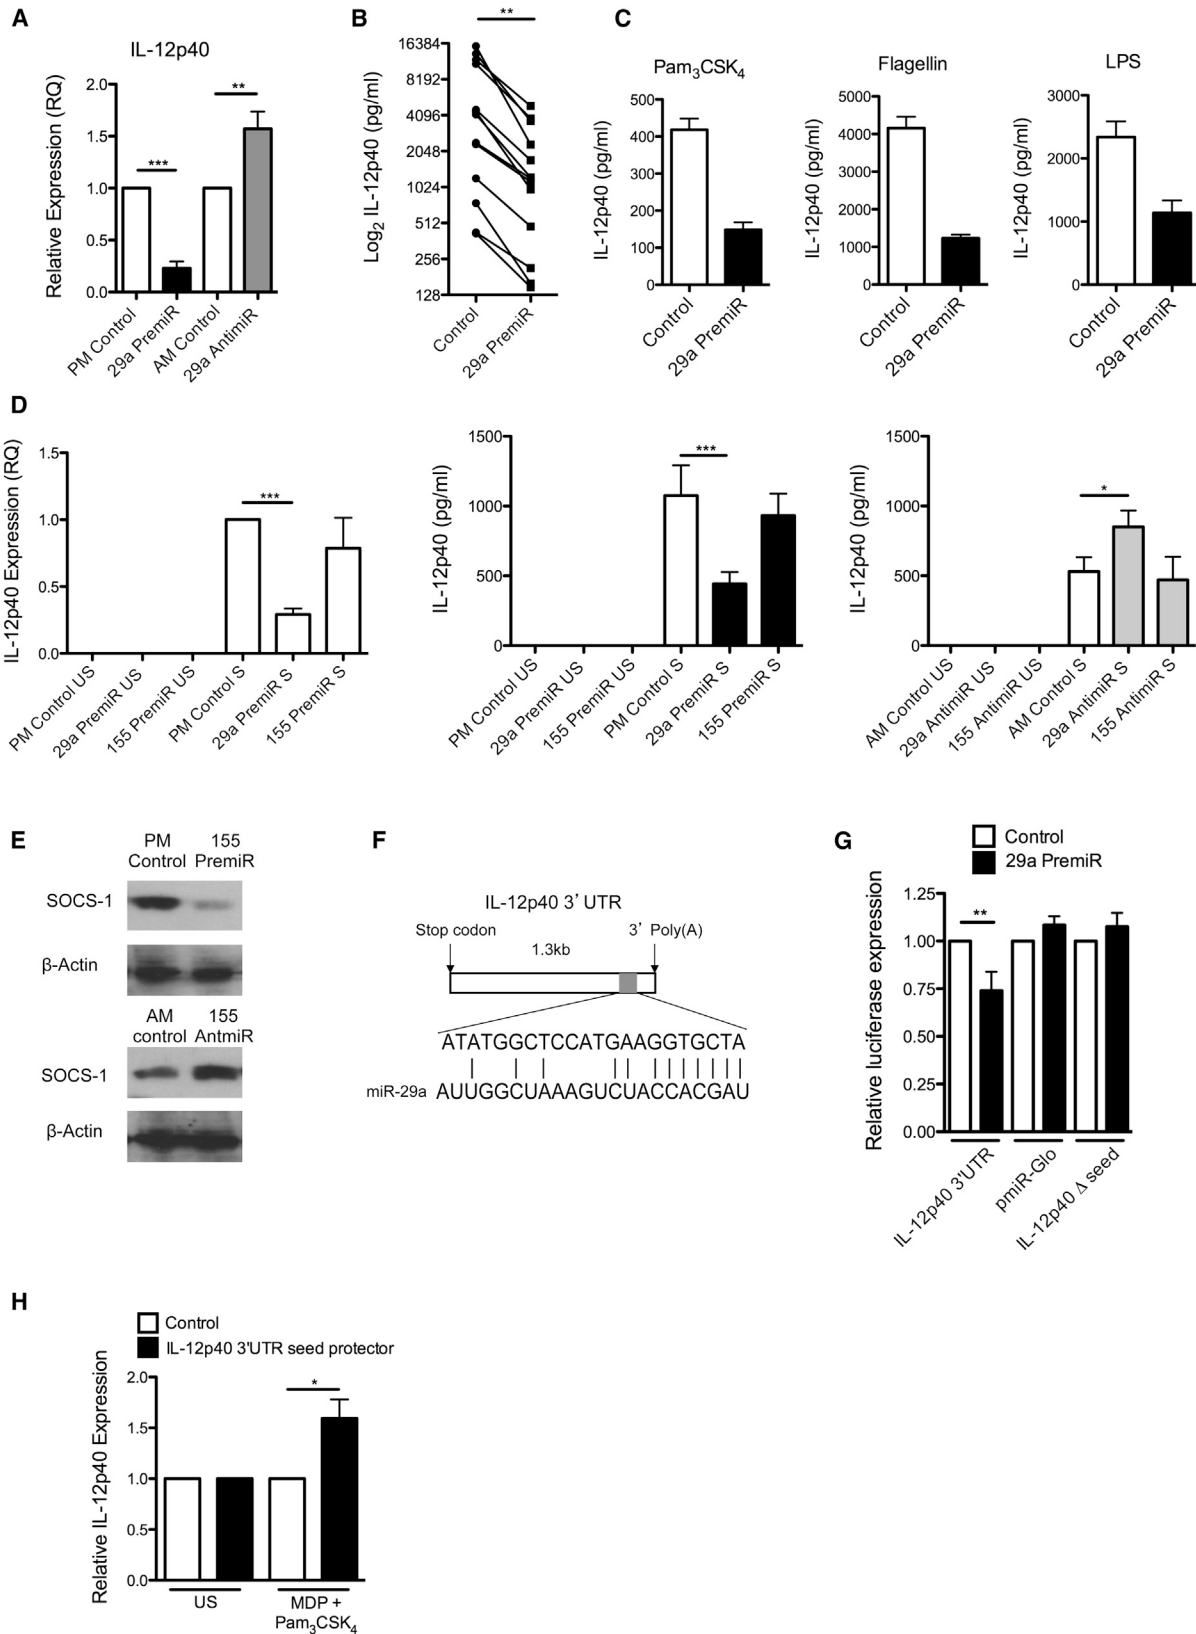 A
IL-12p40
Relative Expression (RQ)
2.0
1.5
1.0
0.5
0.0
***
**
PM Control
29a PremiR
AM Control
29a AntimiR
B
**
Log2 IL-12p40 (pg/ml)
16384
8192
4096
2048
1024
512
256
128
Control
29a PremiR
C
Pam3CSK4
IL-12p40 (pg/ml)
500
400
300
200
100
0
Control
29a PremiR
Flagellin
IL-12p40 (pg/ml)
5000
4000
3000
2000
1000
0
Control
29a PremiR
LPS
IL-12p40 (pg/ml)
3000
2000
1000
0
Control
29a PremiR
D
IL-12p40 Expression (RQ)
1.5
1.0
0.5
0.0
***
PM Control US
29a PremiR US
155 PremiR US
PM Control S
29a PremiR S
155 PremiR S
IL-12p40 (pg/ml)
1500
1000
500
0
***
PM Control US
29a PremiR US
155 PremiR US
PM Control S
29a PremiR S
155 PremiR S
IL-12p40 (pg/ml)
1500
1000
500
0
*
AM Control US
29a AntimiR US
155 AntimiR US
AM Control S
29a AntimiR S
155 AntimiR S
E
PM Control
155 PremiR
SOCS-1
β-Actin
AM control
155 AntmiR
SOCS-1
β-Actin
F
IL-12p40 3' UTR
Stop codon
3' Poly(A)
1.3kb
ATATGGCTCCATGAAGGTGCTA
miR-29a AUUGGCUAAAGUCUACCACGAU
G
Control
29a PremiR
Relative luciferase expression
1.25
1.00
0.75
0.50
0.25
0.00
**
IL-12p40 3'UTR
pmiR-Glo
IL-12p40 Δ seed
H
Control
IL-12p40 3'UTR seed protector
Relative IL-12p40 Expression
2.0
1.5
1.0
0.5
0.0
*
US
MDP +
Pam3CSK4